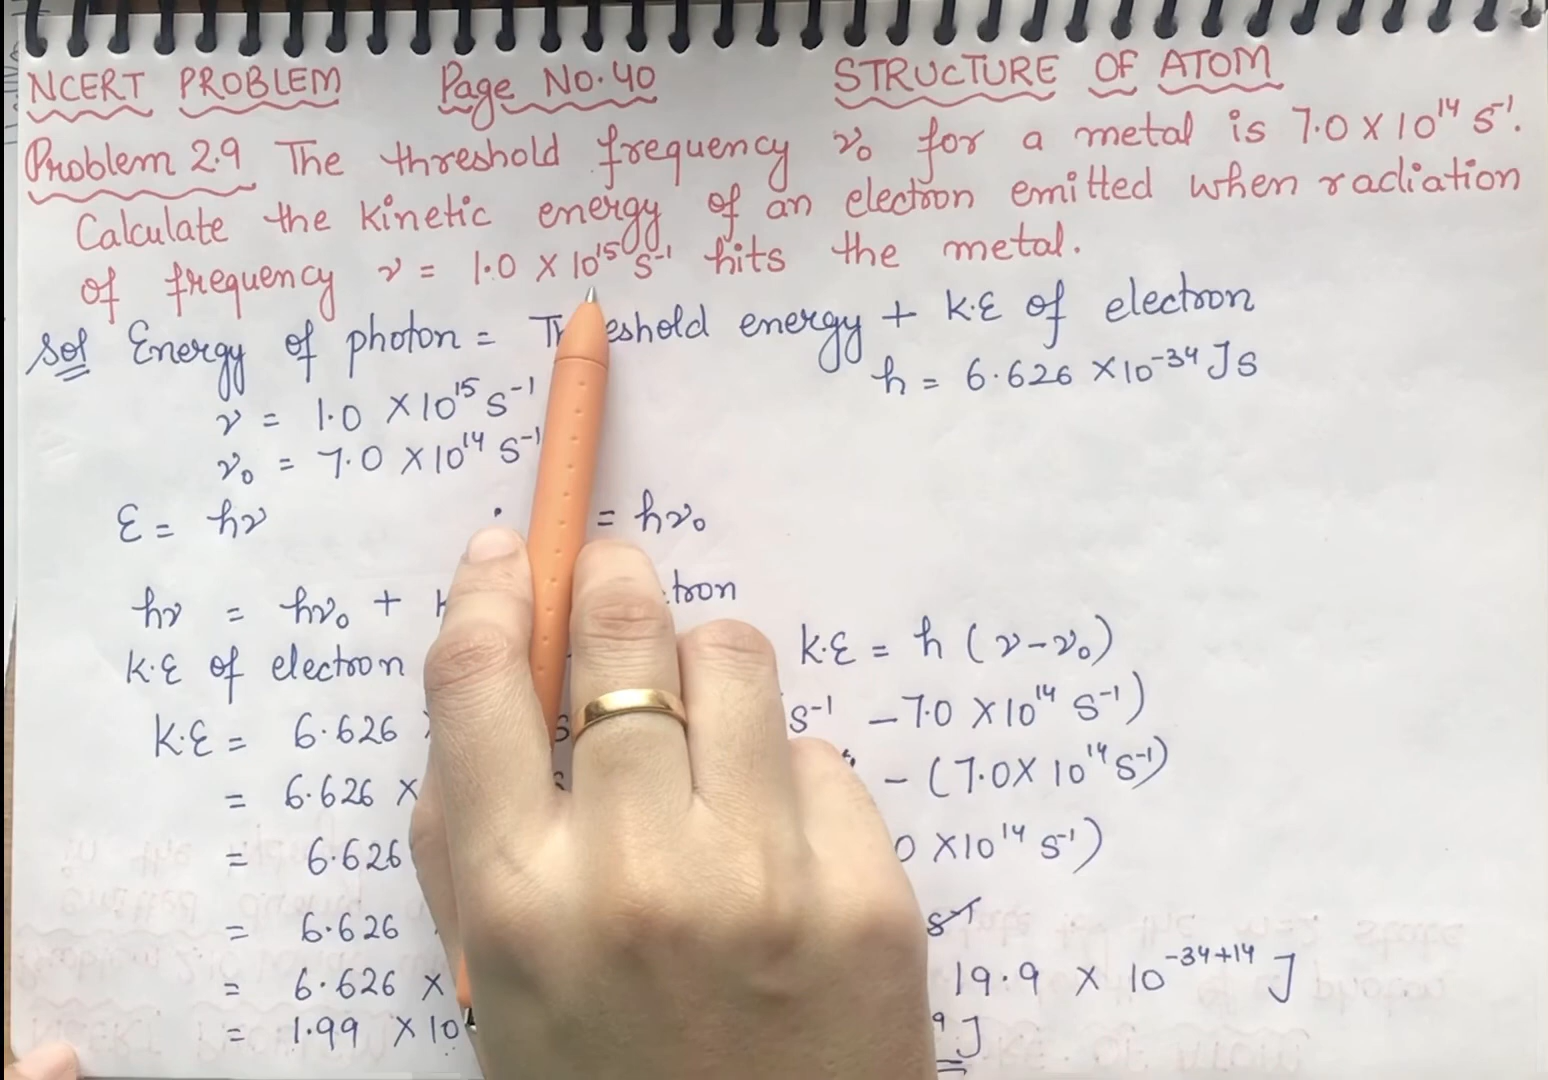 NCERT PROBLEM Page No.40 STRUCTURE OF ATOM
Problem 2.9 The threshold frequency ν₀ for a metal is 7.0 × 10¹⁴ S⁻¹.
Calculate the kinetic energy of an electron emitted when radiation
of frequency ν = 1.0 × 10¹⁵ S⁻¹ hits the metal.
Sol Energy of photon = energy + K.E of electron
h = 6.626 × 10⁻³⁴ JS
ν = 1.0 × 10¹⁵ S⁻¹
ν₀ = 7.0 × 10¹⁴ S⁻¹
E = hν = hν₀
hν = hν₀ +
K.E of electron K.E = h (ν - ν₀)
K.E = 6.626 S⁻¹ - 7.0 × 10¹⁴ S⁻¹)
= 6.626 × - (7.0 × 10¹⁴ S⁻¹)
= 6.626 0 × 10¹⁴ S⁻¹)
= 6.626 S⁻¹
= 6.626 × 19.9 × 10⁻³⁴⁺¹⁴ J
= 1.99 × 10 ⁹ J